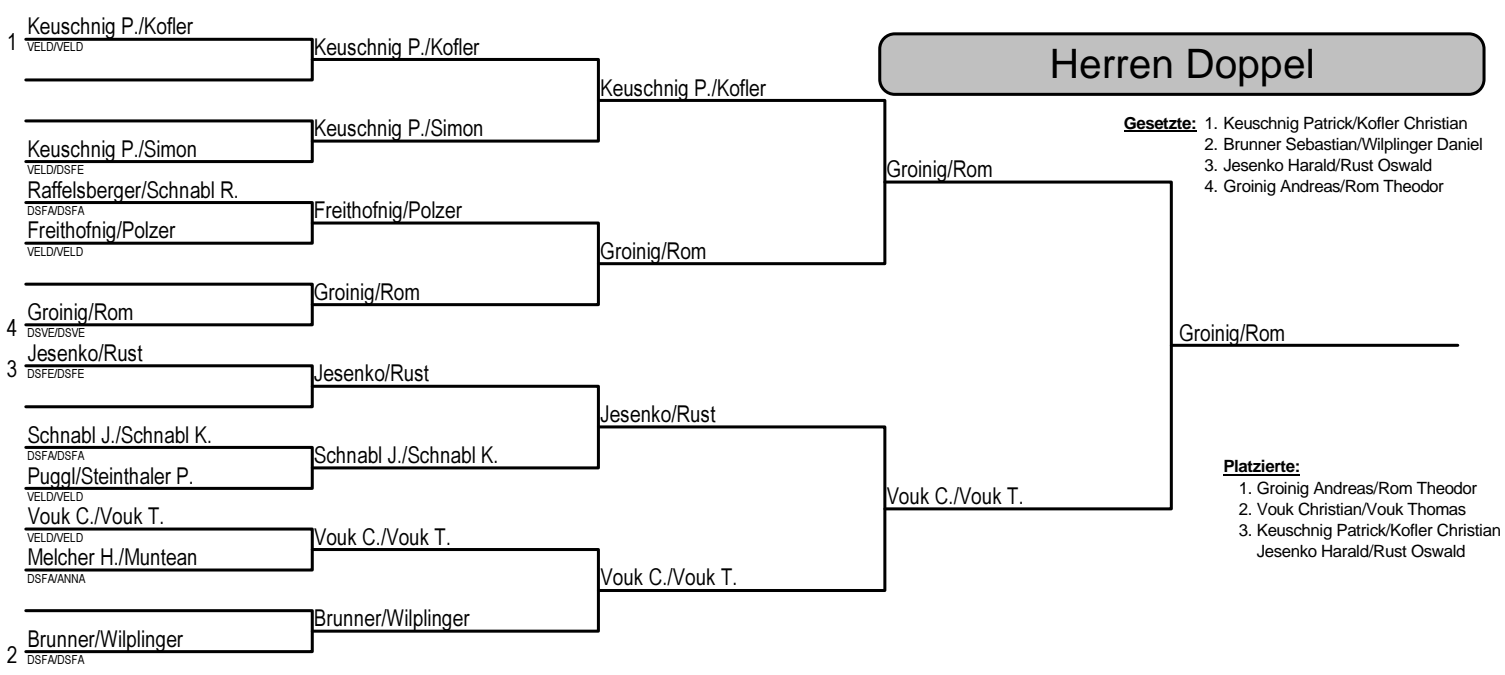 Herren Doppel
Gesetzte: 1. Keuschnig Patrick/Kofler Christian
2. Brunner Sebastian/Wilplinger Daniel
3. Jesenko Harald/Rust Oswald
4. Groinig Andreas/Rom Theodor
1 Keuschnig P./Kofler
VELD/VELD
Keuschnig P./Simon
VELD/DSFE
Raffelsberger/Schnabl R.
DSFA/DSFA
Freithofnig/Polzer
VELD/VELD
4 Groinig/Rom
DSVE/DSVE
3 Jesenko/Rust
DSFE/DSFE
Schnabl J./Schnabl K.
DSFA/DSFA
Puggl/Steinthaler P.
VELD/VELD
Vouk C./Vouk T.
VELD/VELD
Melcher H./Muntean
DSFA/ANNA
2 Brunner/Wilplinger
DSFA/DSFA
Keuschnig P./Kofler
Keuschnig P./Simon
Freithofnig/Polzer
Groinig/Rom
Jesenko/Rust
Schnabl J./Schnabl K.
Vouk C./Vouk T.
Brunner/Wilplinger
Keuschnig P./Kofler
Groinig/Rom
Jesenko/Rust
Vouk C./Vouk T.
Groinig/Rom
Vouk C./Vouk T.
Groinig/Rom
Platzierte:
1. Groinig Andreas/Rom Theodor
2. Vouk Christian/Vouk Thomas
3. Keuschnig Patrick/Kofler Christian
Jesenko Harald/Rust Oswald